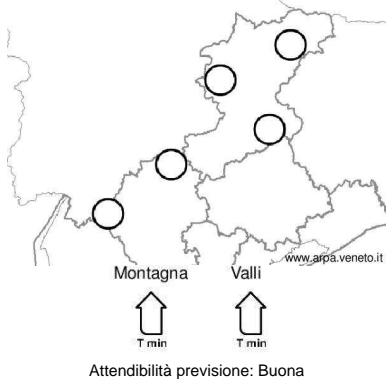 www.arpa.veneto.it
Montagna Valli
T min T min
Attendibilità previsione: Buona